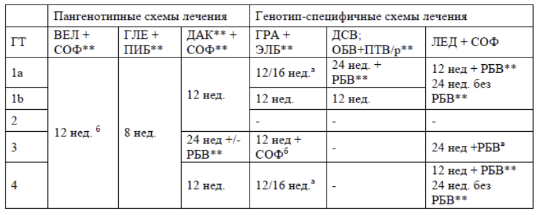 Пангенотипные схемы лечения
Генотип-специфичные схемы лечения
ГТ
ВЕЛ +
СОФ**
ГЛЕ +
ПИБ**
ДАК** +
СОФ**
ГРА +
ЭЛБ**
ДСВ;
ОБВ+ПТВ/р**
ЛЕД + СОФ
1a
12 нед. б
8 нед.
12 нед.
12/16 нед.а
24 нед. +
РБВ**
12 нед + РБВ**
24 нед. без
РБВ**
1b
12 нед.
12 нед.
2
-
-
-
3
24 нед +/-
РБВ**
12 нед +
СОФб
-
24 нед +РБВв
4
12 нед.
12/16 нед.а
-
12 нед + РБВ**
24 нед. без
РБВ**